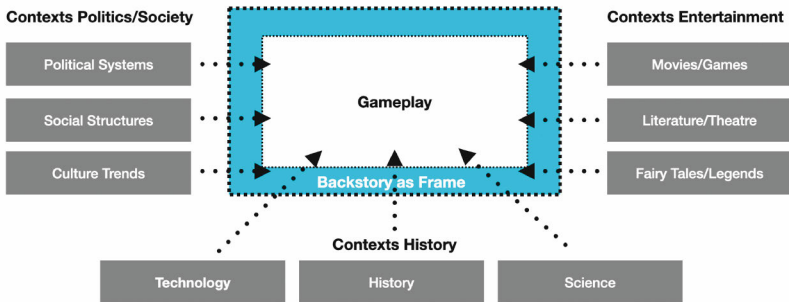 Contexts Politics/Society
Political Systems
Social Structures
Culture Trends
Gameplay
Backstory as Frame
Contexts Entertainment
Movies/Games
Literature/Theatre
Fairy Tales/Legends
Contexts History
Technology
History
Science